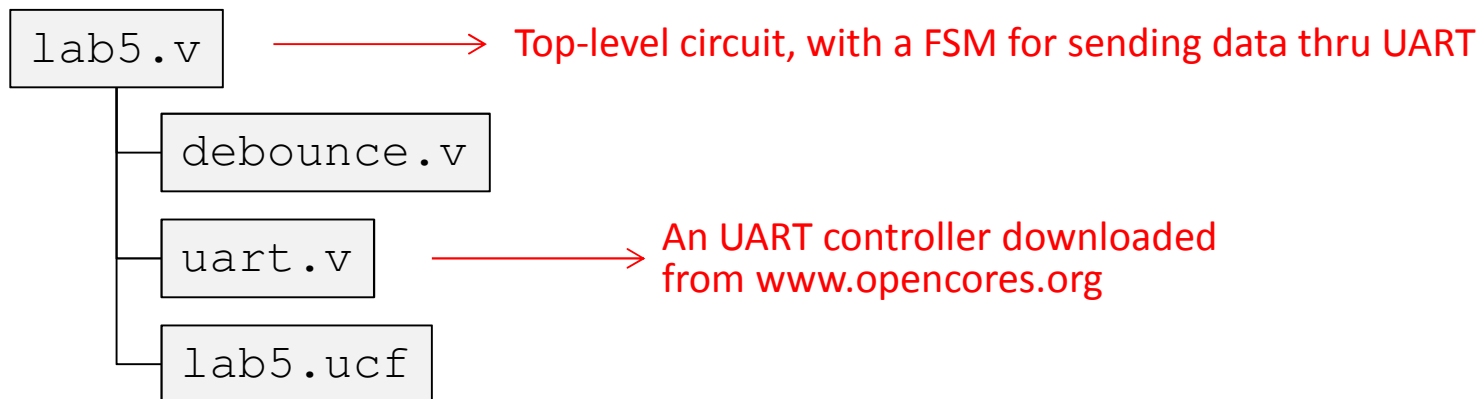 lab5.v
Top-level circuit, with a FSM for sending data thru UART
debounce.v
uart.v
An UART controller downloaded
from www.opencores.org
lab5.ucf